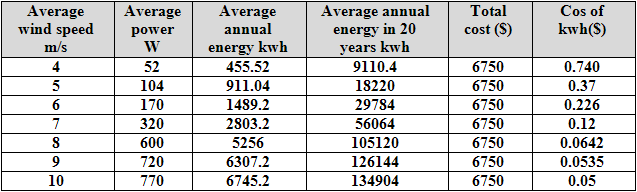 Average wind speed m/s | Average power W | Average annual energy kwh | Average annual energy in 20 years kwh | Total cost ($) | Cos of kwh($)
4 | 52 | 455.52 | 9110.4 | 6750 | 0.740
5 | 104 | 911.04 | 18220 | 6750 | 0.37
6 | 170 | 1489.2 | 29784 | 6750 | 0.226
7 | 320 | 2803.2 | 56064 | 6750 | 0.12
8 | 600 | 5256 | 105120 | 6750 | 0.0642
9 | 720 | 6307.2 | 126144 | 6750 | 0.0535
10 | 770 | 6745.2 | 134904 | 6750 | 0.05